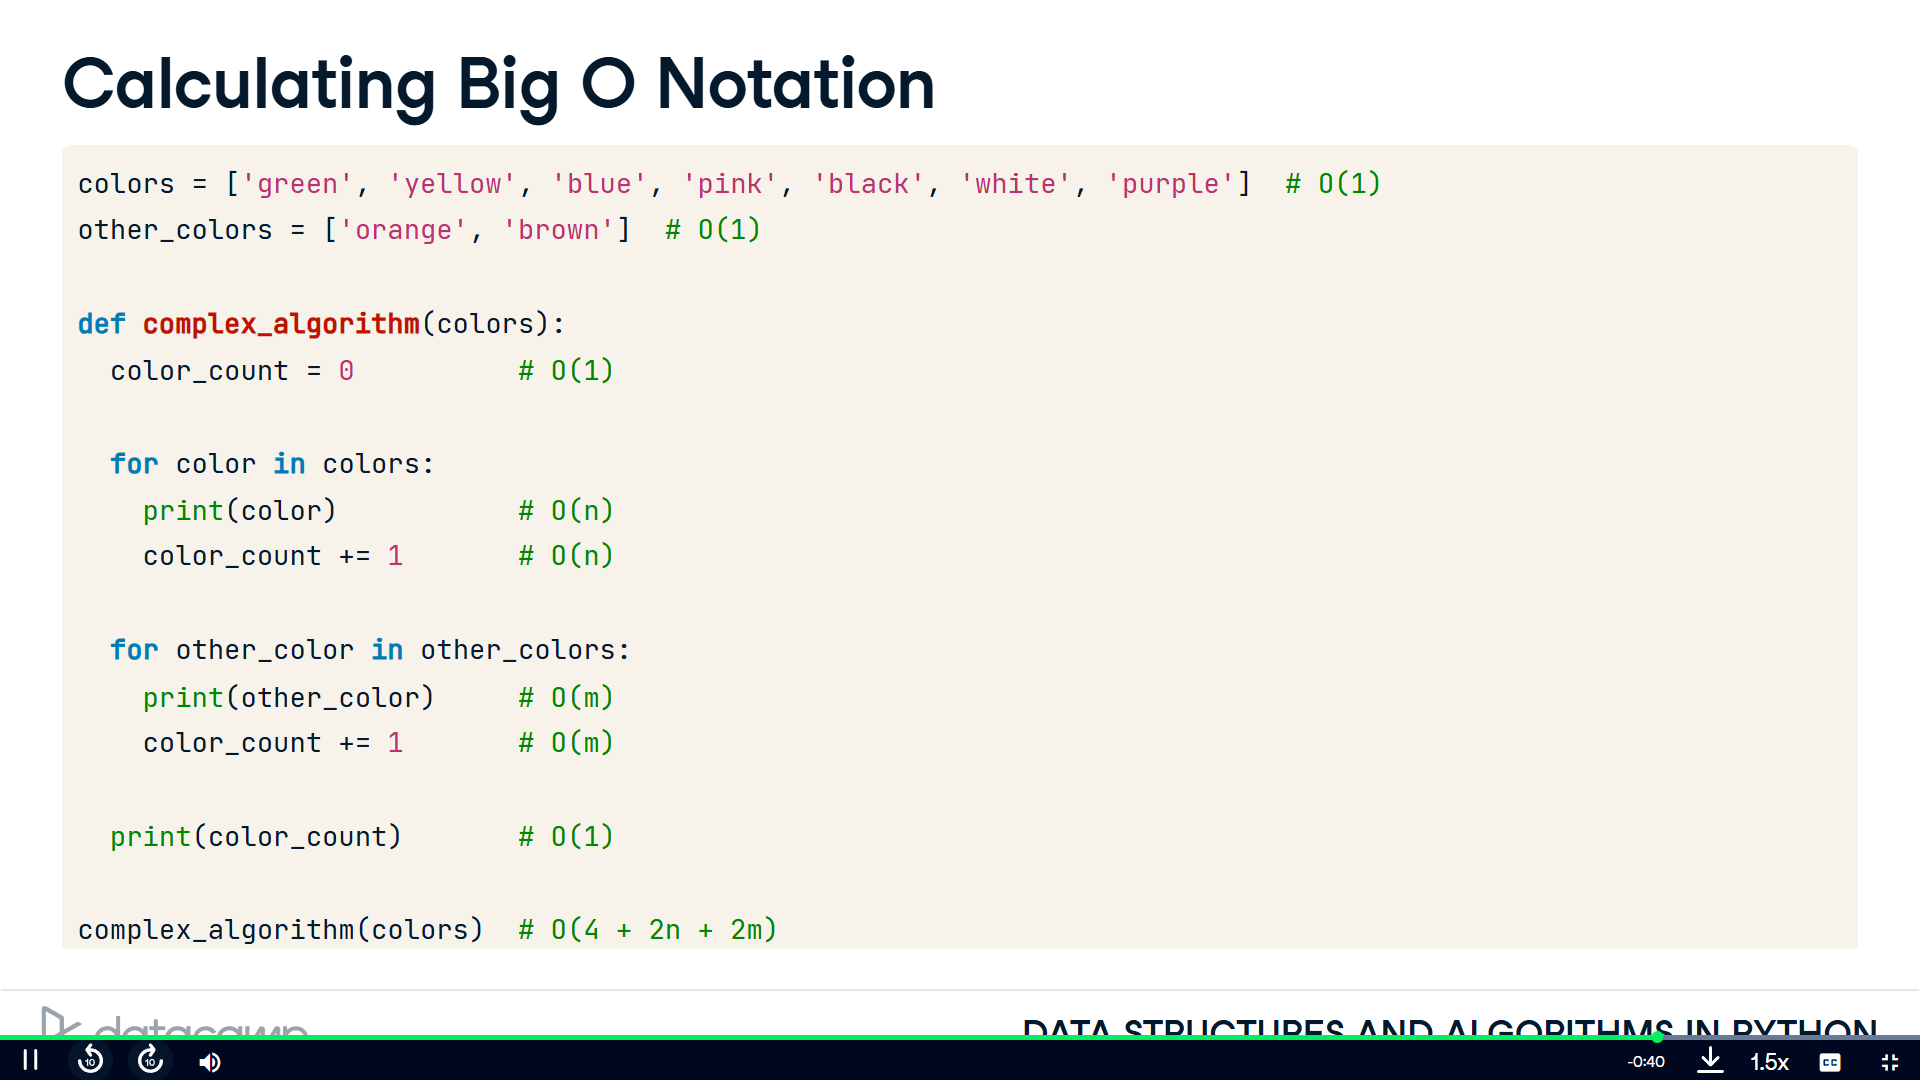 Calculating Big O Notation
colors = ['green', 'yellow', 'blue', 'pink', 'black', 'white', 'purple']  # O(1)
other_colors = ['orange', 'brown']  # O(1)
def complex_algorithm(colors):
color_count = 0          # O(1)
for color in colors:
print(color)           # O(n)
color_count += 1       # O(n)
for other_color in other_colors:
print(other_color)     # O(m)
color_count += 1       # O(m)
print(color_count)       # O(1)
complex_algorithm(colors)  # O(4 + 2n + 2m)
datacamp
DATA STRUCTURES AND ALGORITHMS IN PYTHON
10
10
-0:40
1.5x
CC